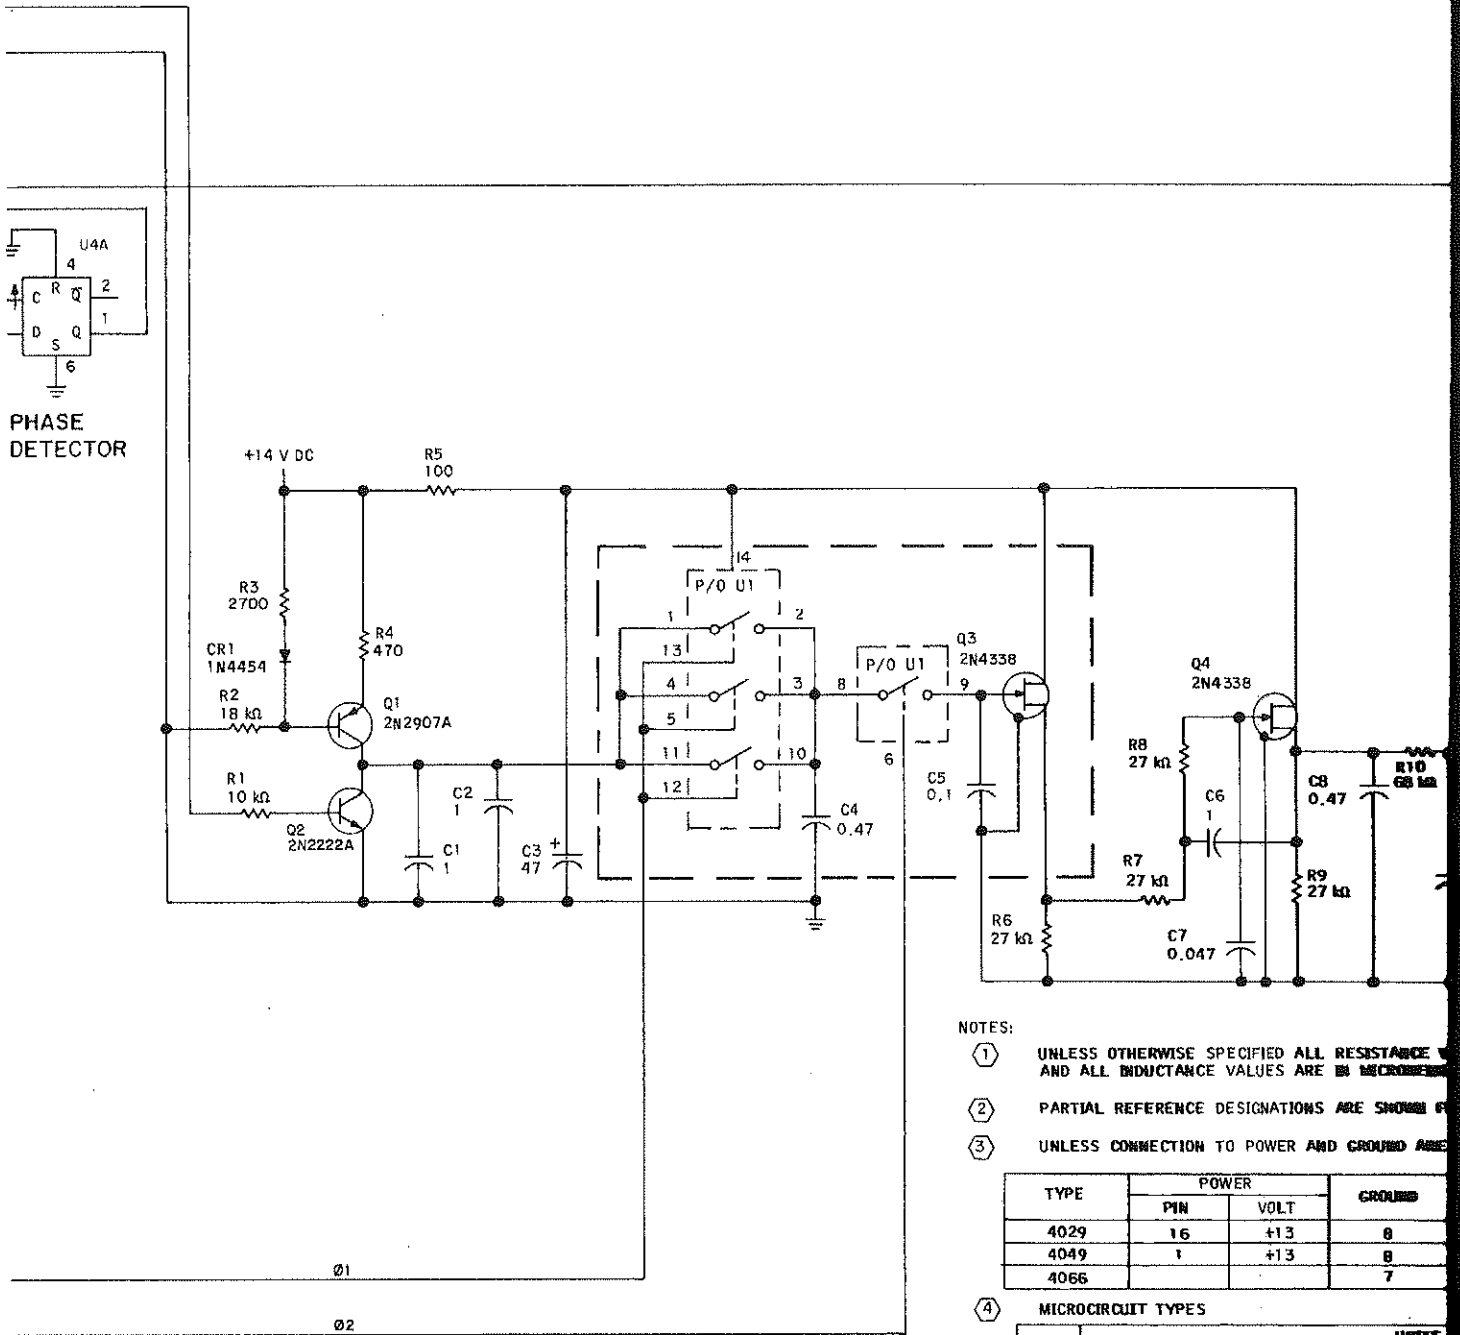 U4A
4
R
C
Q̅
2
1
D
Q
S
6
PHASE
DETECTOR
+14 V DC
R5
100
R3
2700
CR1
1N4454
R4
470
R2
18 kΩ
Q1
2N2907A
R1
10 kΩ
Q2
2N2222A
C1
1
C2
1
C3
+
47
14
P/O U1
1
2
13
4
3
5
11
10
12
C4
0.47
8
P/O U1
9
6
Q3
2N4338
C5
0.1
R6
27 kΩ
R7
27 kΩ
R8
27 kΩ
C6
1
C7
0.047
Q4
2N4338
R9
27 kΩ
C8
0.47
R10
68 kΩ
Ø1
Ø2
NOTES:
1 UNLESS OTHERWISE SPECIFIED ALL RESISTANCE
AND ALL INDUCTANCE VALUES ARE IN
2 PARTIAL REFERENCE DESIGNATIONS ARE SHOWN
3 UNLESS CONNECTION TO POWER AND GROUND ARE
TYPE POWER GROUND
PIN VOLT
4029 16 +13 8
4049 1 +13 8
4066 7
4 MICROCIRCUIT TYPES